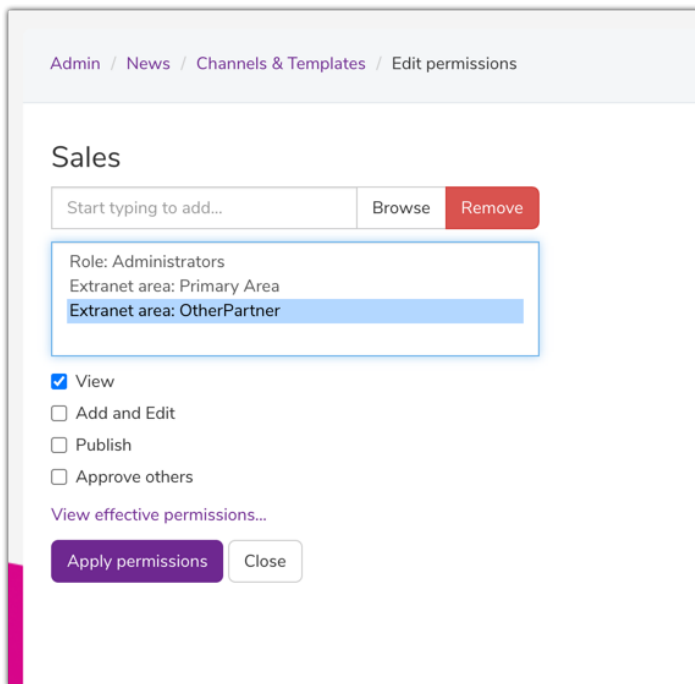 Admin / News / Channels & Templates / Edit permissions
Sales
Start typing to add... Browse Remove
Role: Administrators
Extranet area: Primary Area
Extranet area: OtherPartner
View
Add and Edit
Publish
Approve others
View effective permissions...
Apply permissions Close